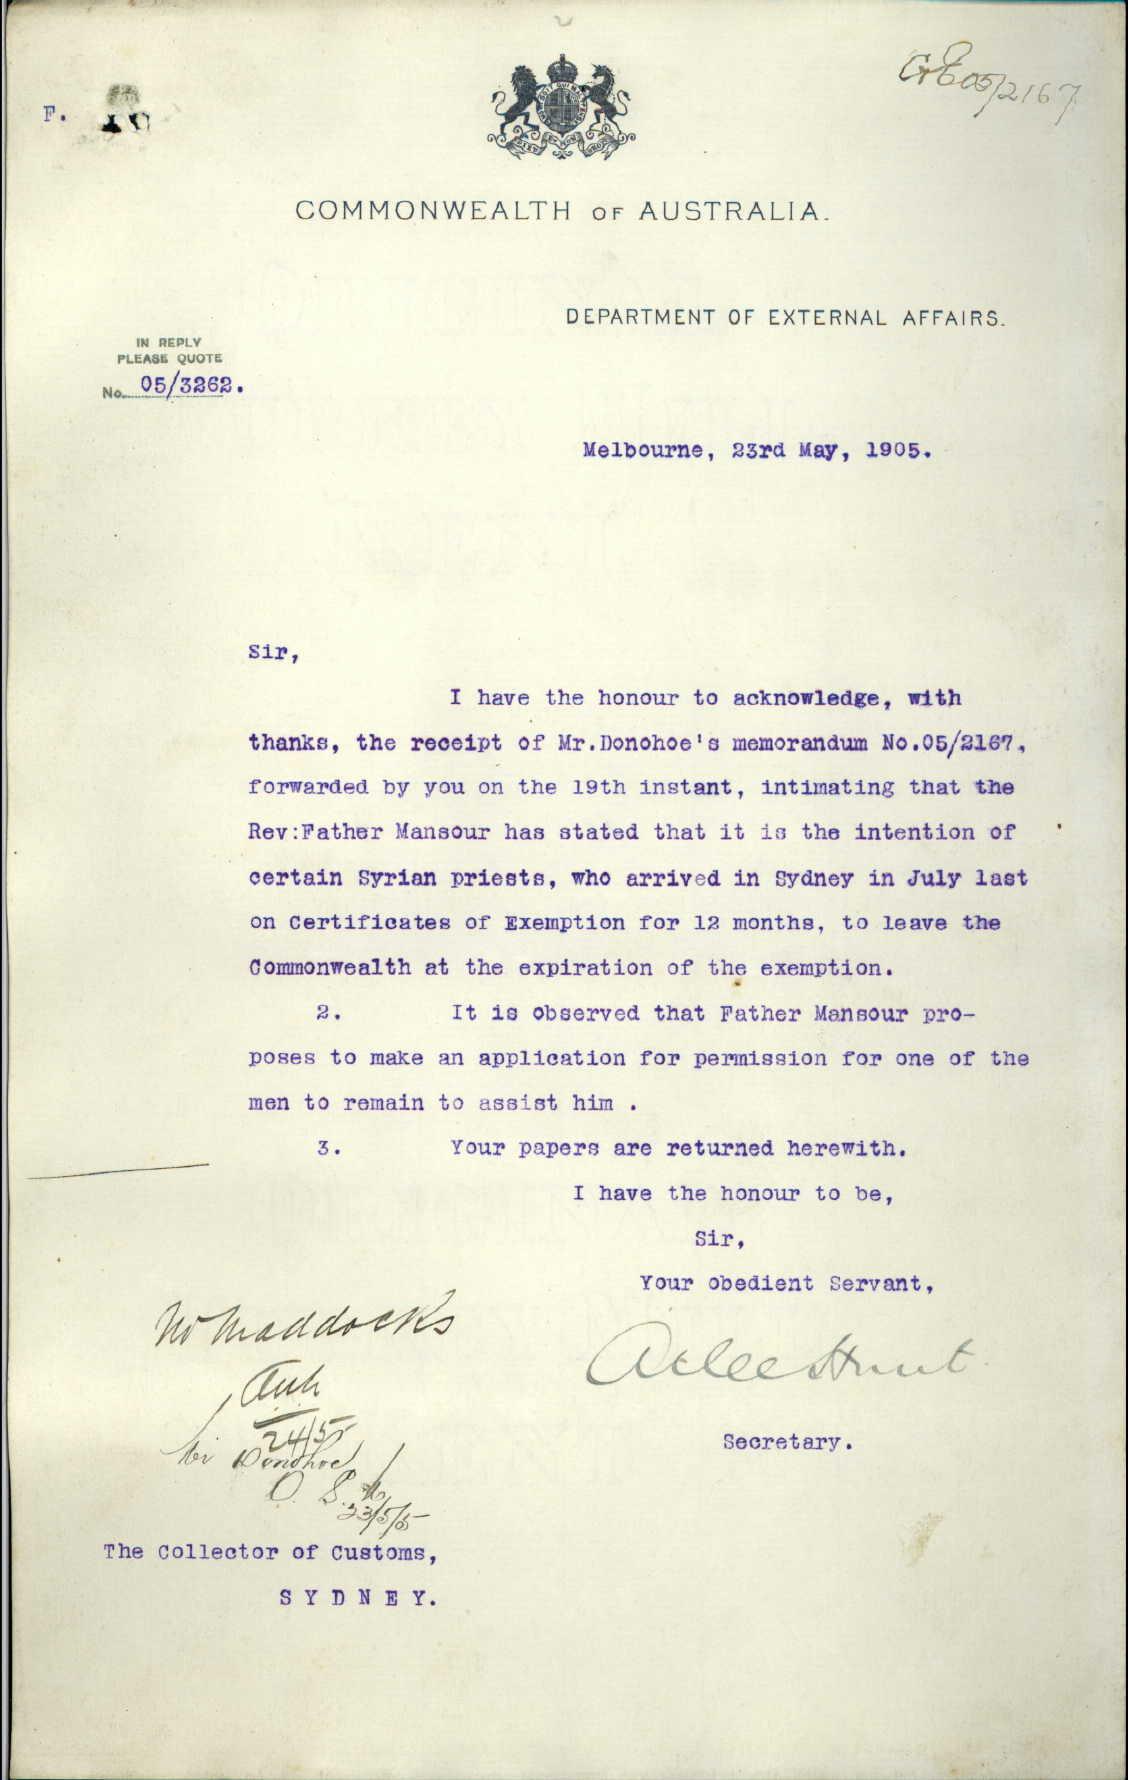 05/2167
F.
COMMONWEALTH OF AUSTRALIA.
DEPARTMENT OF EXTERNAL AFFAIRS.
IN REPLY
PLEASE QUOTE
No. 05/3262.
Melbourne, 23rd May, 1905.
Sir,
I have the honour to acknowledge, with
thanks, the receipt of Mr.Donohoe's memorandum No.05/2167,
forwarded by you on the 19th instant, intimating that the
Rev:Father Mansour has stated that it is the intention of
certain Syrian priests, who arrived in Sydney in July last
on Certificates of Exemption for 12 months, to leave the
Commonwealth at the expiration of the exemption.
2. It is observed that Father Mansour pro-
poses to make an application for permission for one of the
men to remain to assist him .
3. Your papers are returned herewith.
I have the honour to be,
Sir,
Your obedient Servant,
Atlee Hunt
Secretary.
Mr Maddocks
24/5
Mr Donohoe
The Collector of Customs,
S Y D N E Y.